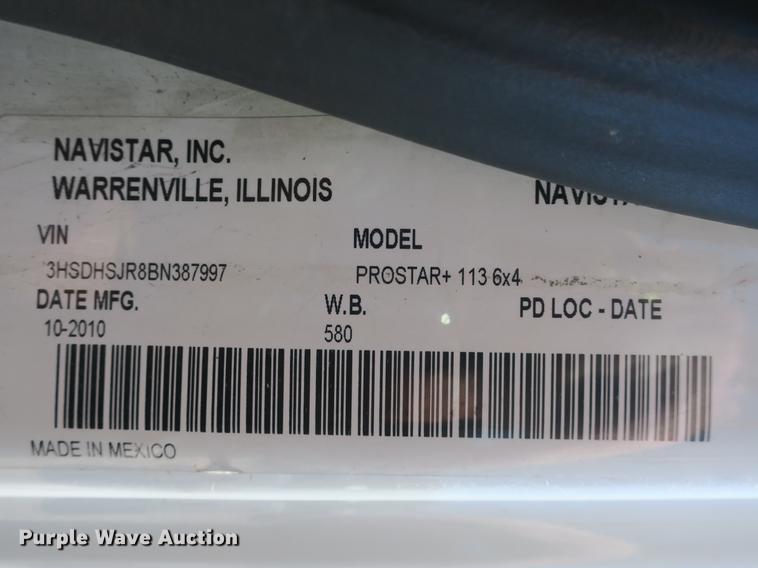 NAVISTAR, INC.
WARRENVILLE, ILLINOIS
VIN MODEL
3HSDHSJR8BN387997 PROSTAR+ 113 6x4
DATE MFG. W.B. PD LOC - DATE
10-2010 580
MADE IN MEXICO
Purple Wave Auction